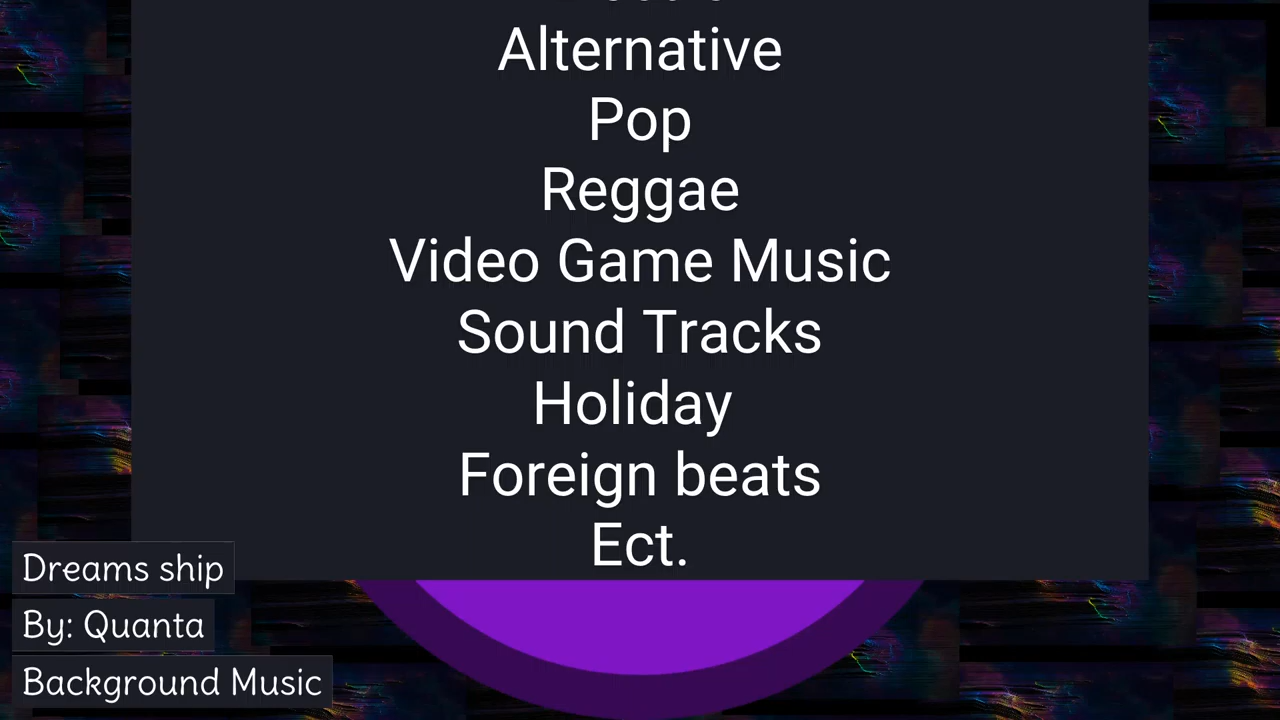 Alternative
Pop
Reggae
Video Game Music
Sound Tracks
Holiday
Foreign beats
Ect.
Dreams ship
By: Quanta
Background Music